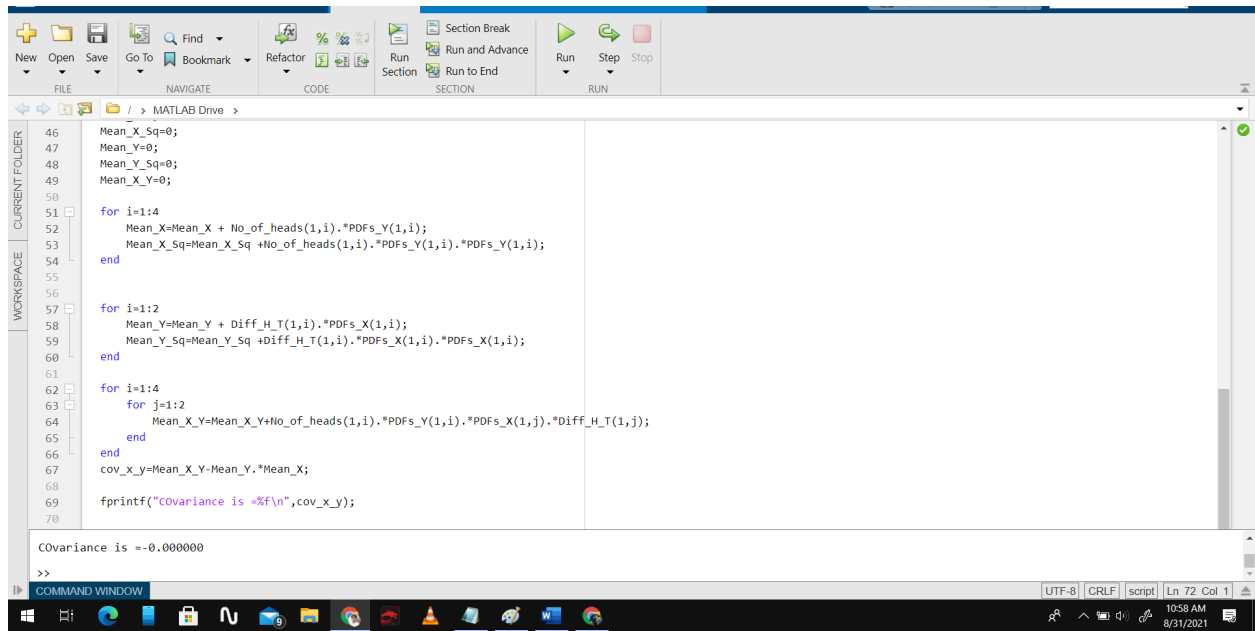 Find
Bookmark
New Open Save Go To Refactor Run Section
Section Break
Run and Advance
Run to End
Run Step Stop
FILE NAVIGATE CODE SECTION RUN
/ > MATLAB Drive >
CURRENT FOLDER
WORKSPACE
46 Mean_X_Sq=0;
47 Mean_Y=0;
48 Mean_Y_Sq=0;
49 Mean_X_Y=0;
50
51 for i=1:4
52 Mean_X=Mean_X + No_of_heads(1,i).*PDFs_Y(1,i);
53 Mean_X_Sq=Mean_X_Sq +No_of_heads(1,i).*PDFs_Y(1,i).*PDFs_Y(1,i);
54 end
55
56
57 for i=1:2
58 Mean_Y=Mean_Y + Diff_H_T(1,i).*PDFs_X(1,i);
59 Mean_Y_Sq=Mean_Y_Sq +Diff_H_T(1,i).*PDFs_X(1,i).*PDFs_X(1,i);
60 end
61
62 for i=1:4
63 for j=1:2
64 Mean_X_Y=Mean_X_Y+No_of_heads(1,i).*PDFs_Y(1,i).*PDFs_X(1,j).*Diff_H_T(1,j);
65 end
66 end
67 cov_x_y=Mean_X_Y-Mean_Y.*Mean_X;
68
69 fprintf("COvariance is =%f\n",cov_x_y);
70
COvariance is =-0.000000
>>
COMMAND WINDOW
UTF-8 CRLF script Ln 72 Col 1
9
10:58 AM
8/31/2021